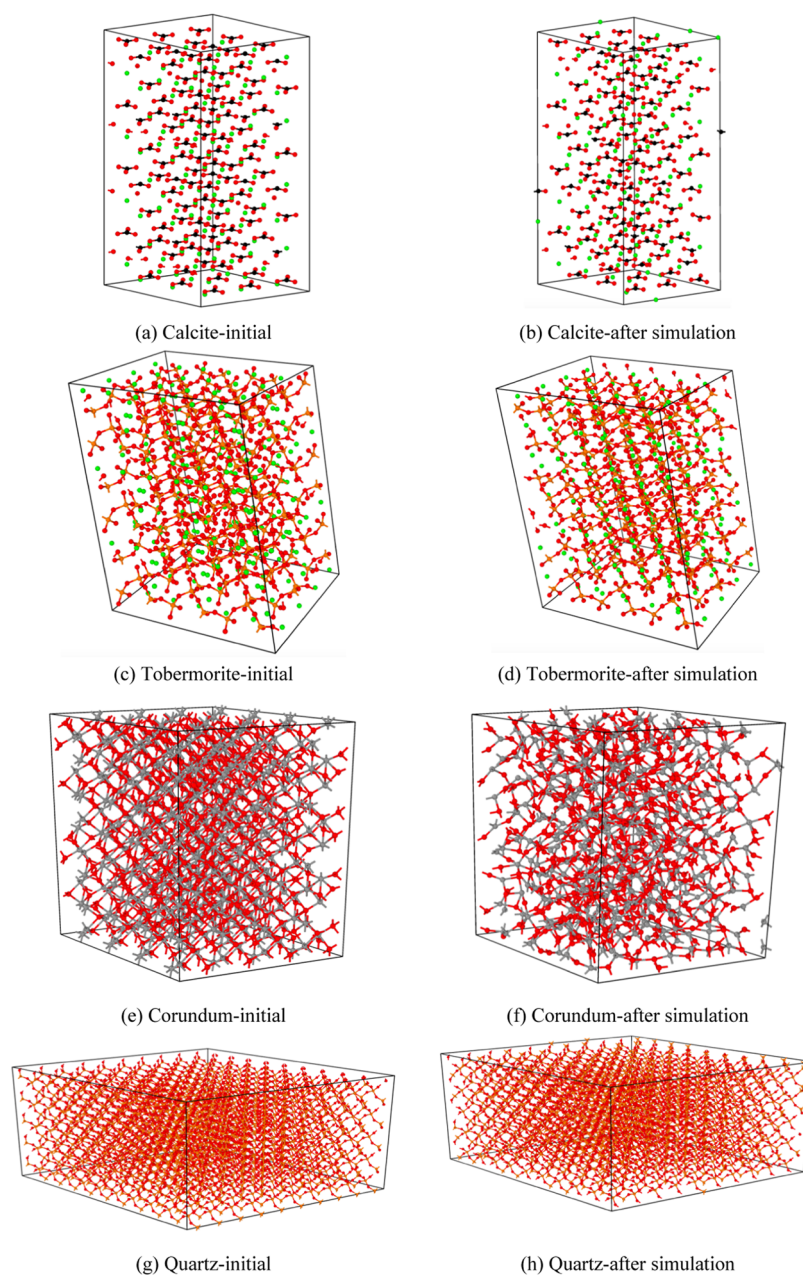 (a) Calcite-initial
(b) Calcite-after simulation
(c) Tobermorite-initial
(d) Tobermorite-after simulation
(e) Corundum-initial
(f) Corundum-after simulation
(g) Quartz-initial
(h) Quartz-after simulation